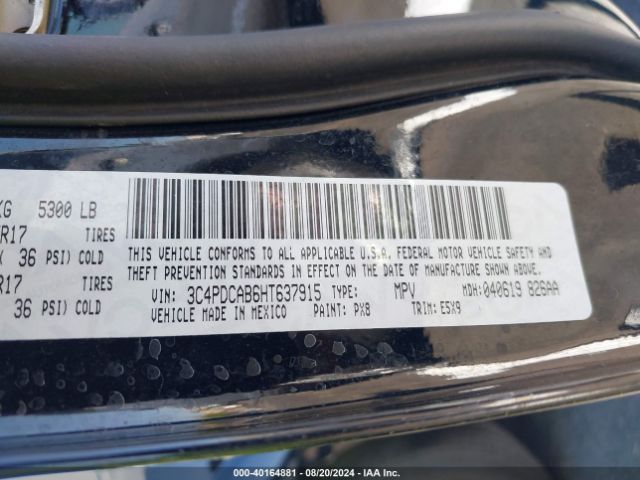 KG 5300 LB
R17 TIRES
( 36 PSI) COLD
R17 TIRES
36 PSI) COLD
THIS VEHICLE CONFORMS TO ALL APPLICABLE U.S.A. FEDERAL MOTOR VEHICLE SAFETY AND
THEFT PREVENTION STANDARDS IN EFFECT ON THE DATE OF MANUFACTURE SHOWN ABOVE.
VIN: 3C4PDCAB6HT637915 TYPE: MPV MDH: 040619 826AA
VEHICLE MADE IN MEXICO PAINT: PX8 TRIM: E5X9
000-40164881 - 08/20/2024 - IAA Inc.